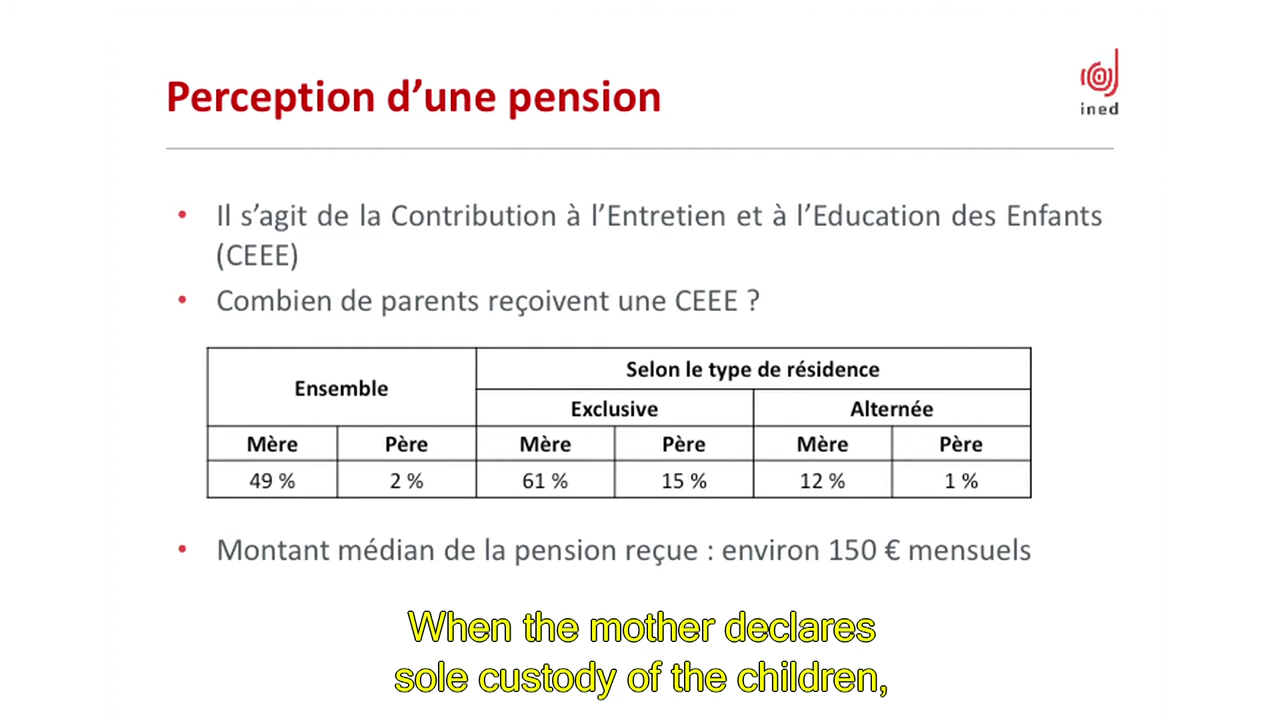 Perception d'une pension
ined
• Il s'agit de la Contribution à l'Entretien et à l'Education des Enfants
(CEEE)
• Combien de parents reçoivent une CEEE ?
Ensemble
Selon le type de résidence
Exclusive
Alternée
Mère Père Mère Père Mère Père
49 % 2 % 61 % 15 % 12 % 1 %
• Montant médian de la pension reçue : environ 150 € mensuels
When the mother declares
sole custody of the children,